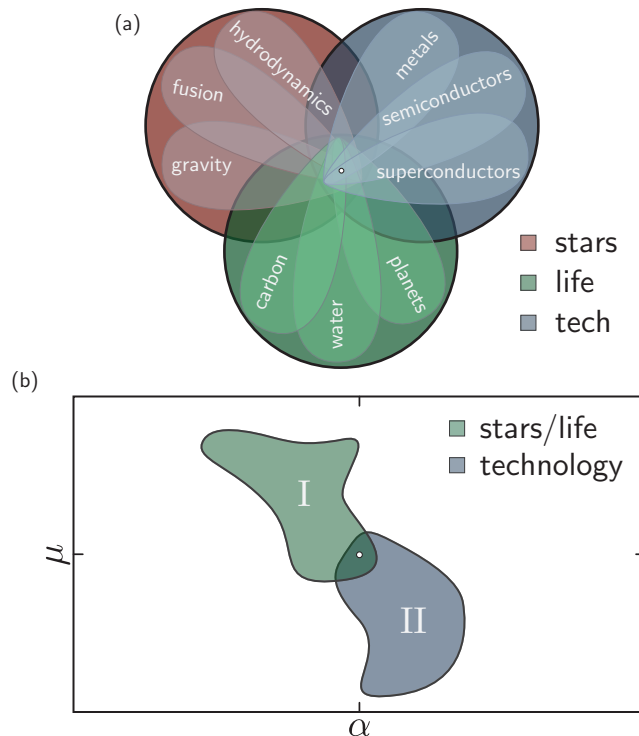 (a)
hydrodynamics
fusion
gravity
metals
semiconductors
superconductors
carbon
water
planets
stars
life
tech
(b)
stars/life
technology
I
II
μ
α